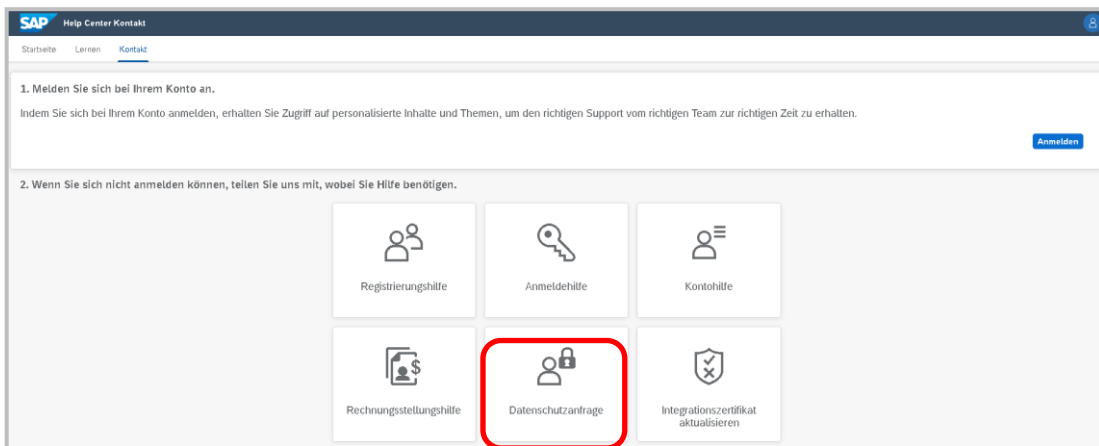 SAP Help Center Kontakt
Startseite Lernen Kontakt
1. Melden Sie sich bei Ihrem Konto an.
Indem Sie sich bei Ihrem Konto anmelden, erhalten Sie Zugriff auf personalisierte Inhalte und Themen, um den richtigen Support vom richtigen Team zur richtigen Zeit zu erhalten.
Anmelden
2. Wenn Sie sich nicht anmelden können, teilen Sie uns mit, wobei Sie Hilfe benötigen.
Registrierungshilfe
Anmeldehilfe
Kontohilfe
Rechnungsstellungshilfe
Datenschutzanfrage
Integrationszertifikat
aktualisieren